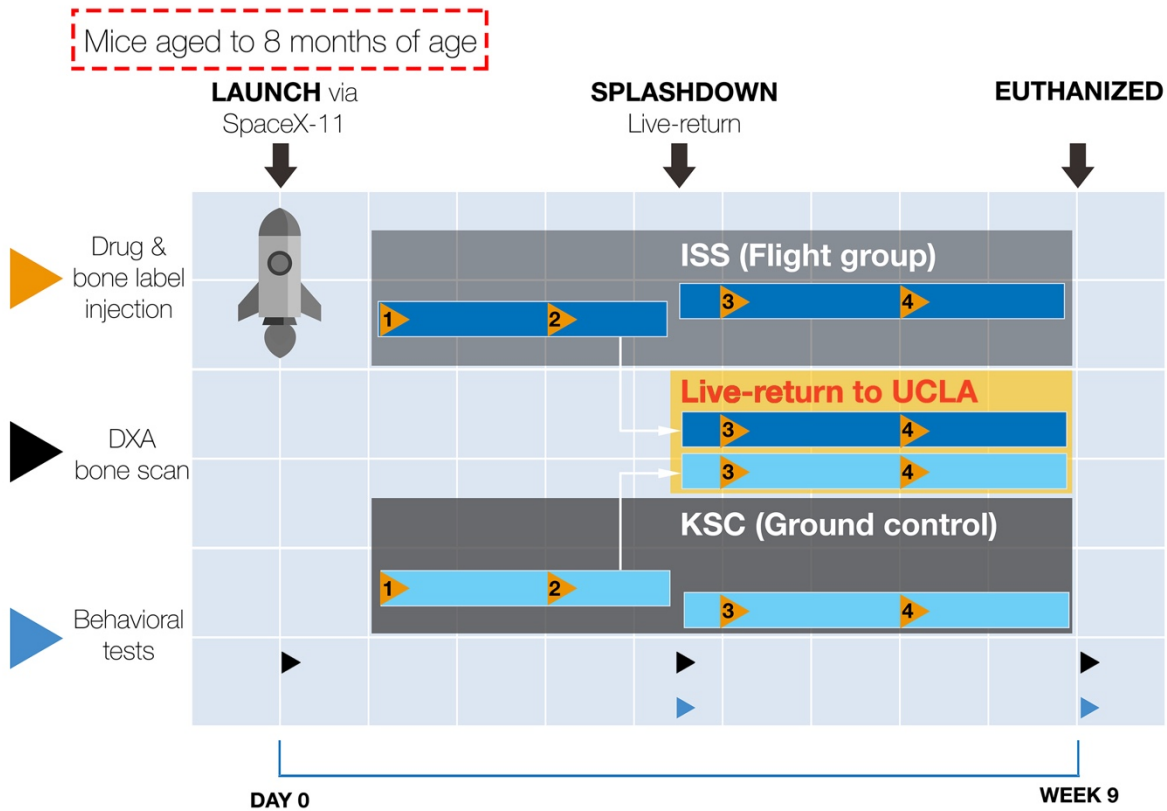 Mice aged to 8 months of age
LAUNCH via
SpaceX-11
SPLASHDOWN
Live-return
EUTHANIZED
Drug &
bone label
injection
ISS (Flight group)
1
2
3
4
Live-return to UCLA
3
4
3
4
DXA
bone scan
KSC (Ground control)
1
2
3
4
Behavioral
tests
DAY 0
WEEK 9